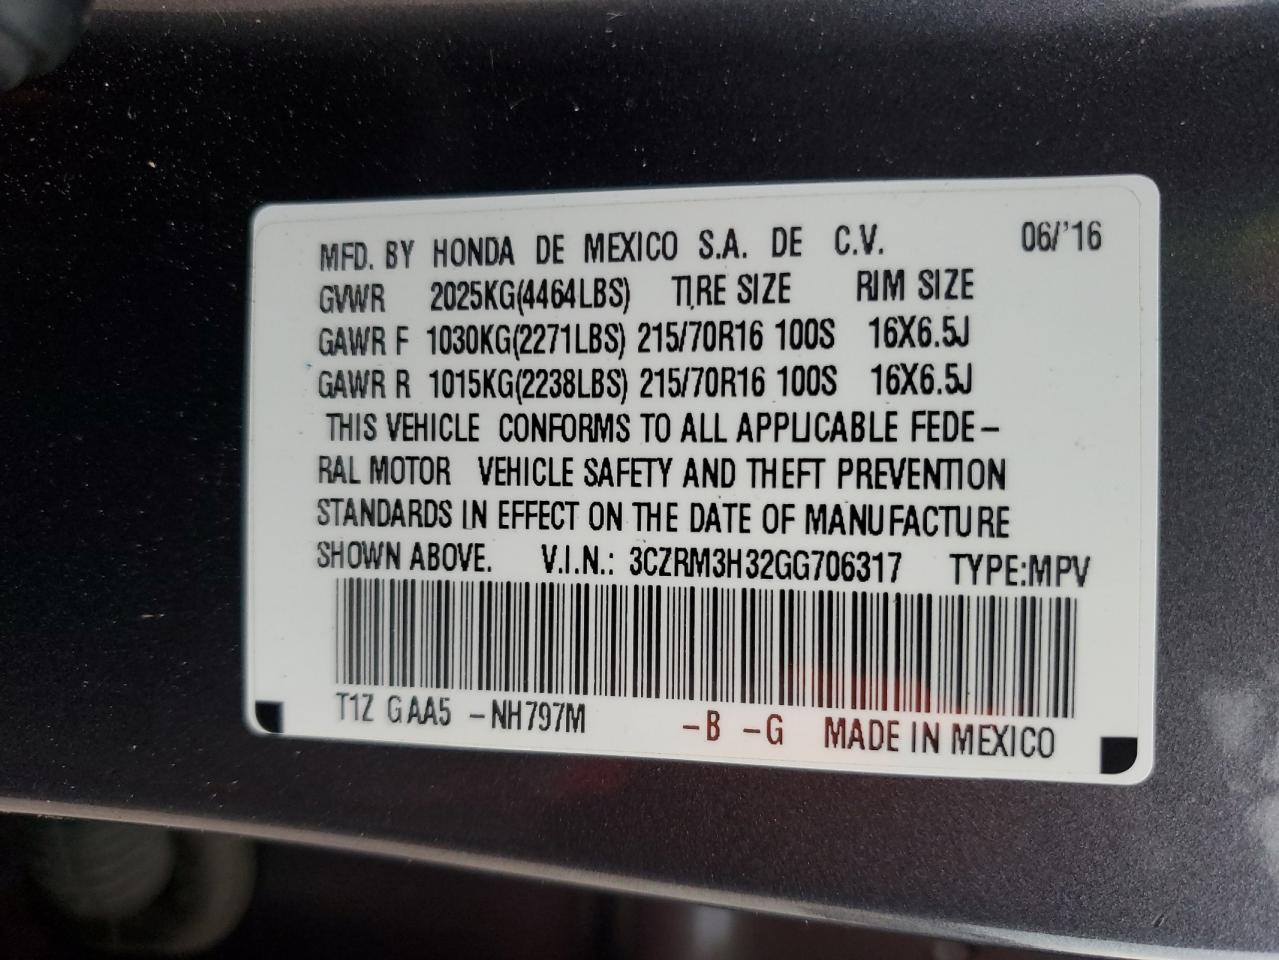 MFD. BY HONDA DE MEXICO S.A. DE C.V. 06/'16
GVWR 2025KG(4464LBS) TIRE SIZE RIM SIZE
GAWR F 1030KG(2271LBS) 215/70R16 100S 16X6.5J
GAWR R 1015KG(2238LBS) 215/70R16 100S 16X6.5J
THIS VEHICLE CONFORMS TO ALL APPLICABLE FEDE-
RAL MOTOR VEHICLE SAFETY AND THEFT PREVENTION
STANDARDS IN EFFECT ON THE DATE OF MANUFACTURE
SHOWN ABOVE. V.I.N.: 3CZRM3H32GG706317 TYPE:MPV
T1Z GAA5 -NH797M -B -G MADE IN MEXICO